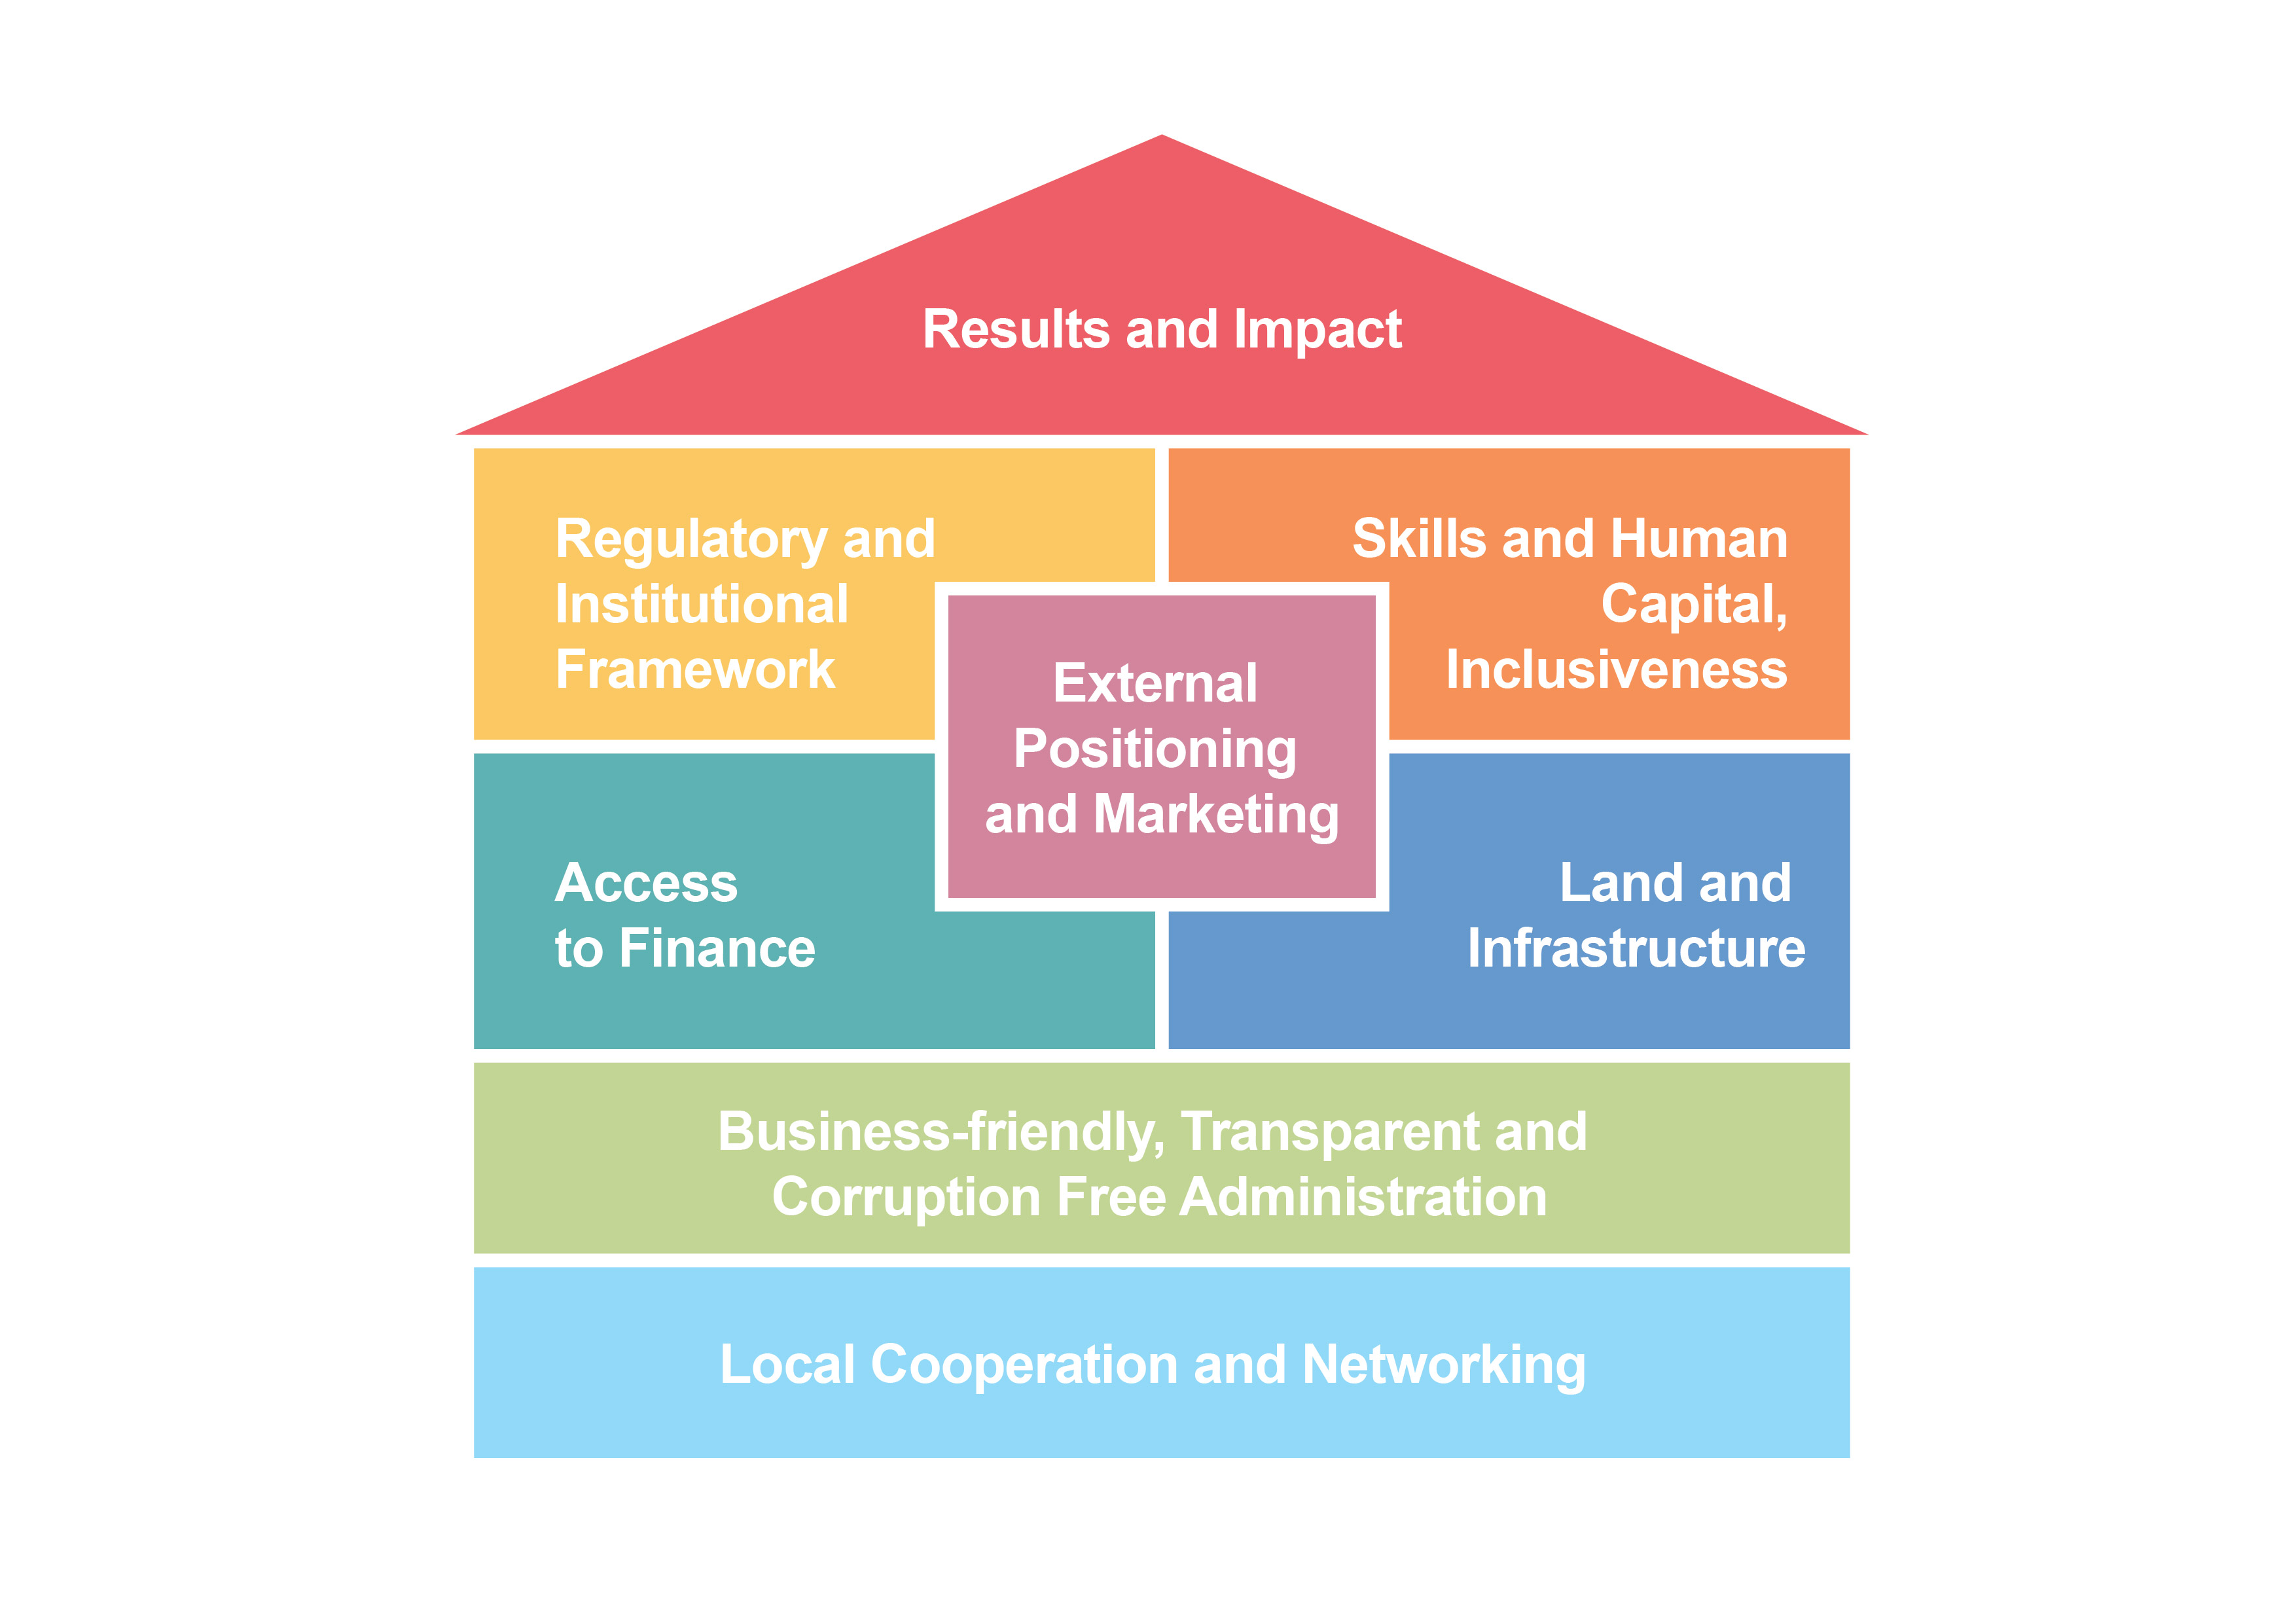 Results and Impact
Regulatory and
Institutional
Framework
Skills and Human
Capital,
Inclusiveness
External
Positioning
and Marketing
Access
to Finance
Land and
Infrastructure
Business-friendly, Transparent and
Corruption Free Administration
Local Cooperation and Networking